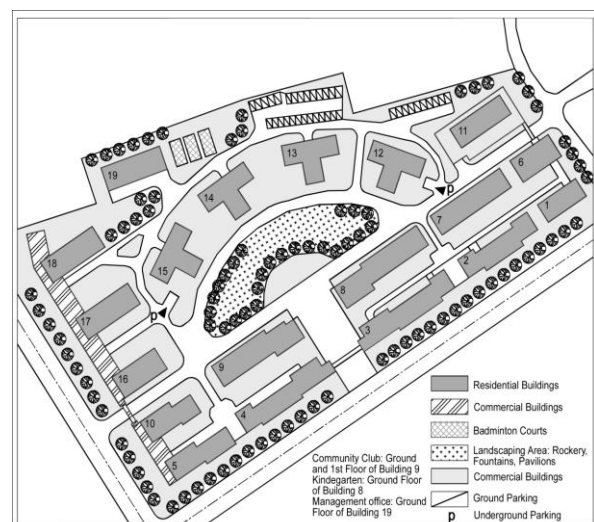 11
6
1
12
p
13
7
2
19
14
8
3
18
15
p
17
9
16
4
10
5
Residential Buildings
Commercial Buildings
Badminton Courts
Landscaping Area: Rockery,
Fountains, Pavilions
Commercial Buildings
Ground Parking
p Underground Parking
Community Club: Ground
and 1st Floor of Building 9
Kindegarten: Ground Floor
of Building 8
Management office: Ground
Floor of Building 19